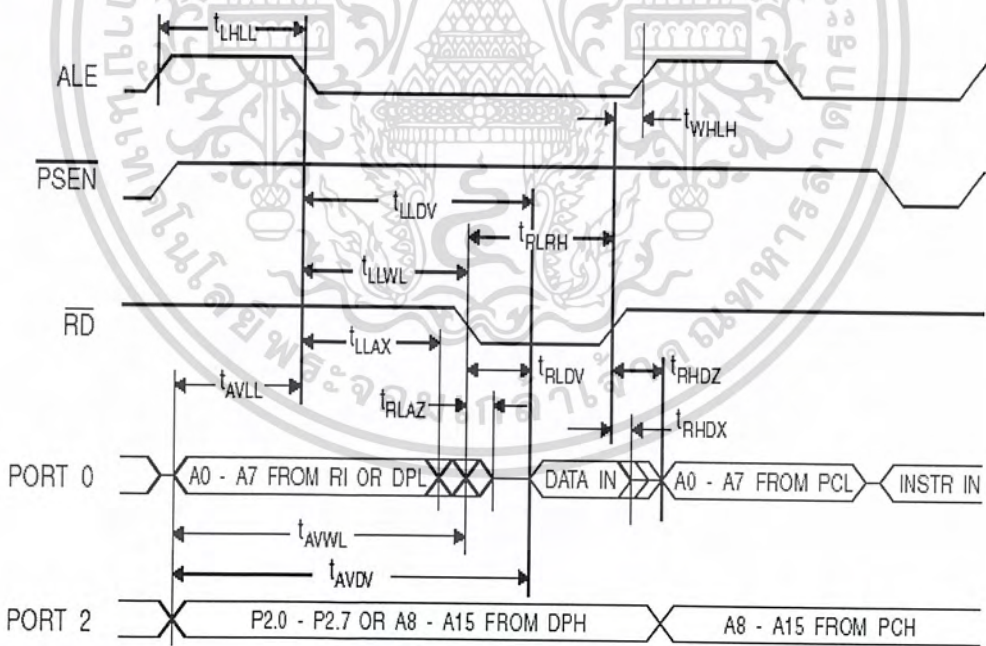 tLHLL
ALE
tWHLH
PSEN
tLLDV
tRLRH
tLLWL
RD
tLLAX
tAVLL
tRLDV
tRHDZ
tRLAZ
tRHDX
PORT 0
A0 - A7 FROM RI OR DPL
DATA IN
A0 - A7 FROM PCL
INSTR IN
tAVWL
tAVDV
PORT 2
P2.0 - P2.7 OR A8 - A15 FROM DPH
A8 - A15 FROM PCH